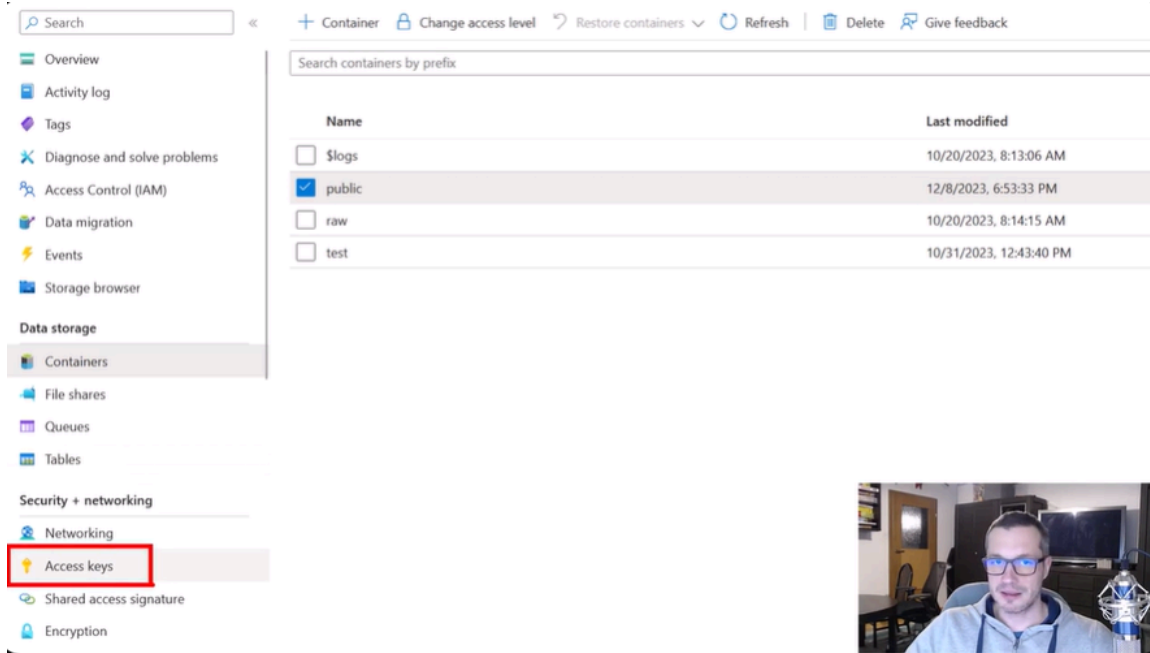 Search
Container Change access level Restore containers Refresh Delete Give feedback
Overview
Activity log
Tags
Diagnose and solve problems
Access Control (IAM)
Data migration
Events
Storage browser
Data storage
Containers
File shares
Queues
Tables
Security + networking
Networking
Access keys
Shared access signature
Encryption
Search containers by prefix
Name Last modified
$logs 10/20/2023, 8:13:06 AM
public 12/8/2023, 6:53:33 PM
raw 10/20/2023, 8:14:15 AM
test 10/31/2023, 12:43:40 PM